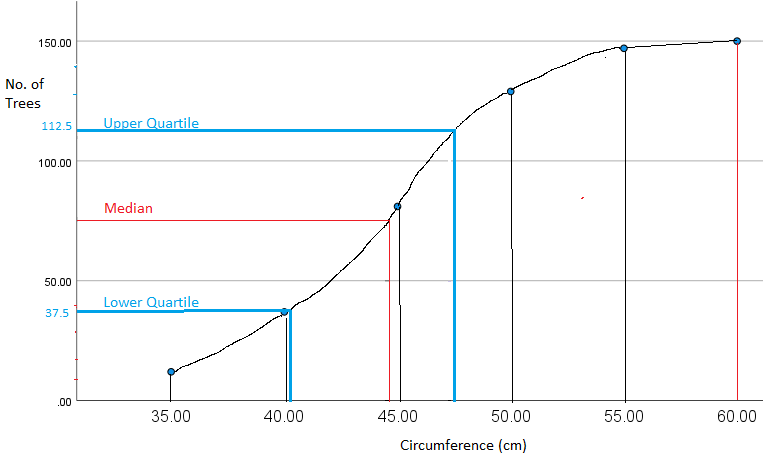 150.00
No. of
Trees
112.5
Upper Quartile
100.00
Median
50.00
Lower Quartile
37.5
.00
35.00 40.00 45.00 50.00 55.00 60.00
Circumference (cm)